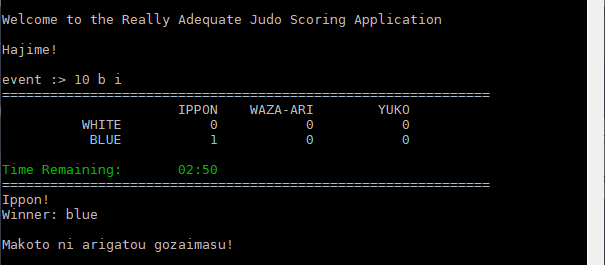 Welcome to the Really Adequate Judo Scoring Application
Hajime!
event :> 10 b i
=============================================================
IPPON WAZA-ARI YUKO
WHITE 0 0 0
BLUE 1 0 0
Time Remaining: 02:50
=============================================================
Ippon!
Winner: blue
Makoto ni arigatou gozaimasu!